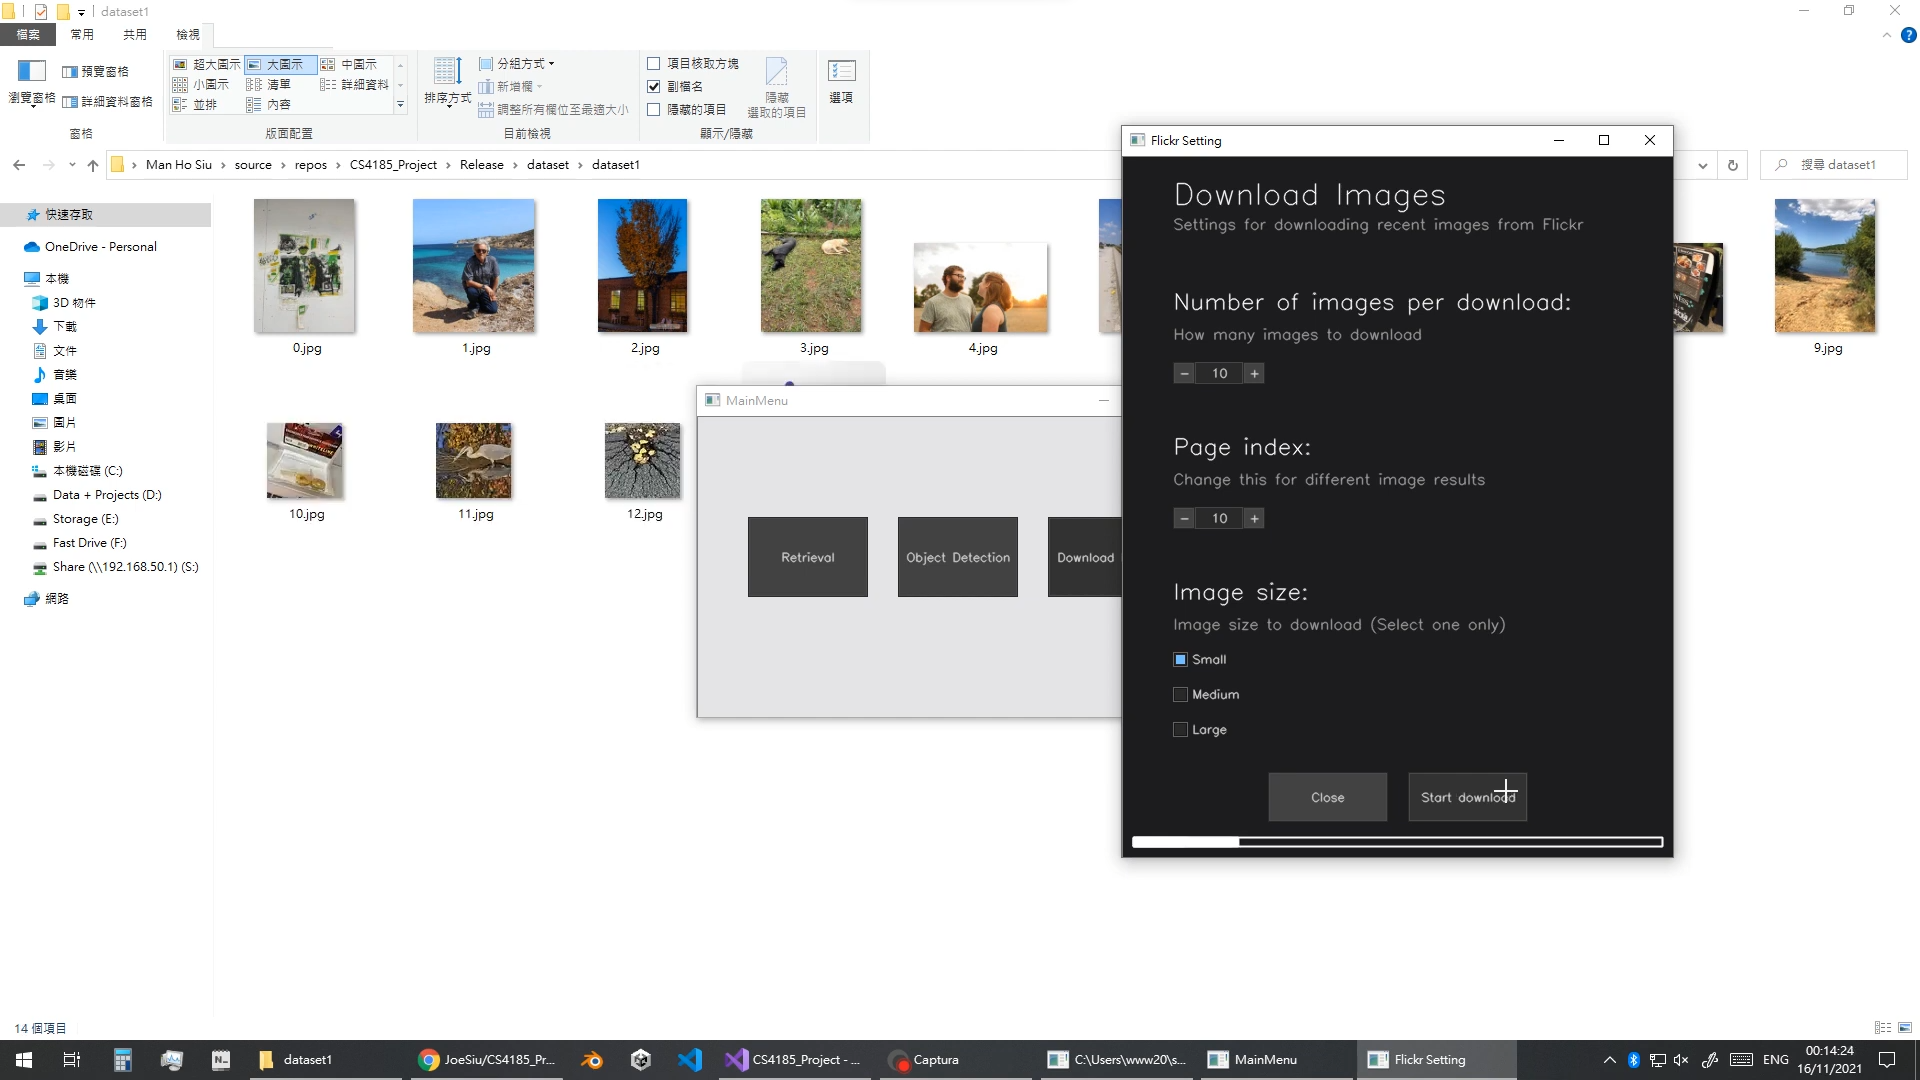 dataset1
檔案
常用
共用
檢視
瀏覽窗格
預覽窗格
詳細資料窗格
窗格
超大圖示
大圖示
中圖示
小圖示
清單
詳細資料
並排
內容
版面配置
排序方式
分組方式
新增欄
調整所有欄位至最適大小
目前檢視
項目核取方塊
副檔名
隱藏的項目
隱藏
選取的項目
顯示/隱藏
選項
Man Ho Siu › source › repos › CS4185_Project › Release › dataset › dataset1
搜尋 dataset1
快速存取
OneDrive - Personal
本機
3D 物件
下載
文件
音樂
桌面
圖片
影片
本機磁碟 (C:)
Data + Projects (D:)
Storage (E:)
Fast Drive (F:)
Share (\\192.168.50.1) (S:)
網路
0.jpg
1.jpg
2.jpg
3.jpg
4.jpg
9.jpg
10.jpg
11.jpg
12.jpg
MainMenu
Retrieval
Object Detection
Download
Flickr Setting
Download Images
Settings for downloading recent images from Flickr
Number of images per download:
How many images to download
− 10 +
Page index:
Change this for different image results
− 10 +
Image size:
Image size to download (Select one only)
Small
Medium
Large
Close
Start download
14 個項目
dataset1
JoeSiu/CS4185_Pr...
CS4185_Project - ...
Captura
C:\Users\www20\s...
MainMenu
Flickr Setting
ENG
00:14:24
16/11/2021